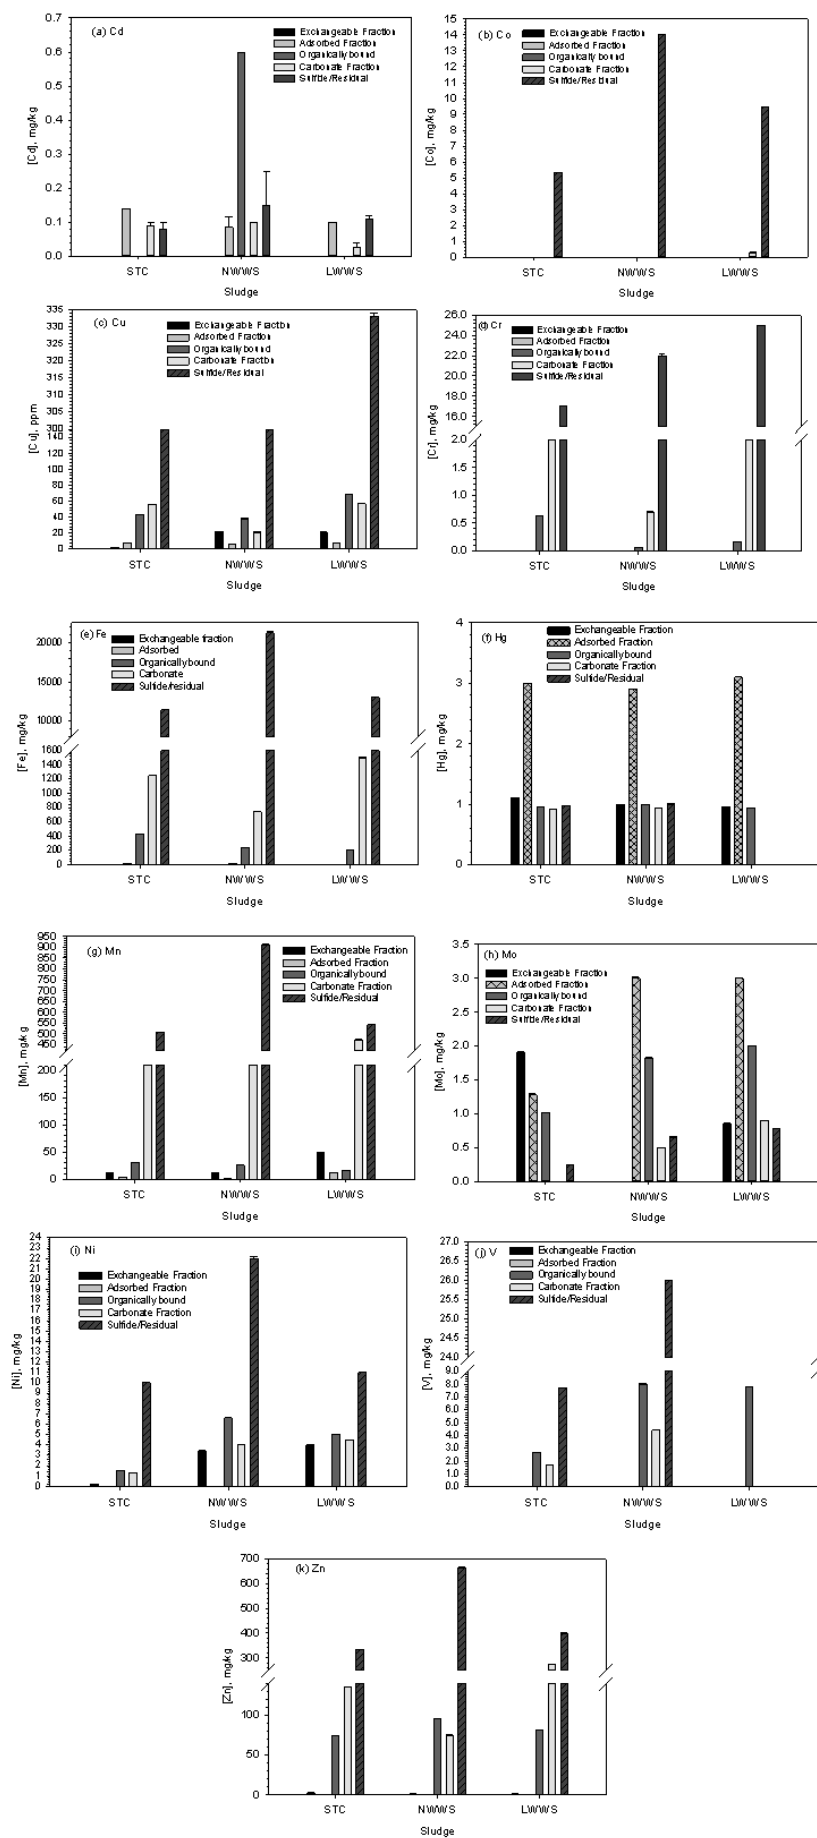 (a) Cd
Exchangeable Fraction
Adsorbed Fraction
Organically bound
Carbonate Fraction
Sulfide/Residual
[Cd], mg/kg
0.7
0.6
0.5
0.4
0.3
0.2
0.1
0.0
STC NWWS LWWS
Sludge
(b) Co
Exchangeable Fraction
Adsorbed Fraction
Organically bound
Carbonate Fraction
Sulfide/Residual
[Co], mg/kg
15
14
13
12
11
10
9
8
7
6
5
4
3
2
1
0
STC NWWS LWWS
Sludge
(c) Cu
Exchangeable Fraction
Adsorbed Fraction
Organically bound
Carbonate Fraction
Sulfide/Residual
[Cu], ppm
335
330
325
320
315
310
305
300
140
120
100
80
60
40
20
0
STC NWWS LWWS
Sludge
(d) Cr
Exchangeable Fraction
Adsorbed Fraction
Organically bound
Carbonate Fraction
Sulfide/Residual
[Cr], mg/kg
26.0
24.0
22.0
20.0
18.0
16.0
2.0
1.5
1.0
0.5
0.0
STC NWWS LWWS
Sludge
(e) Fe
Exchangeable fraction
Adsorbed
Organically bound
Carbonate
Sulfide/residual
[Fe], mg/kg
20000
15000
10000
1600
1400
1200
1000
800
600
400
200
0
STC NWWS LWWS
Sludge
(f) Hg
Exchangeable Fraction
Adsorbed Fraction
Organically bound
Carbonate Fraction
Sulfide/Residual
[Hg], mg/kg
4
3
2
1
0
STC NWWS LWWS
Sludge
(g) Mn
Exchangeable Fraction
Adsorbed Fraction
Organically bound
Carbonate Fraction
Sulfide/Residual
[Mn], mg/kg
950
900
850
800
750
700
650
600
550
500
450
200
150
100
50
0
STC NWWS LWWS
Sludge
(h) Mo
Exchangeable Fraction
Adsorbed Fraction
Organically bound
Carbonate Fraction
Sulfide/Residual
[Mo], mg/kg
3.5
3.0
2.5
2.0
1.5
1.0
0.5
0.0
STC NWWS LWWS
Sludge
(i) Ni
Exchangeable Fraction
Adsorbed Fraction
Organically bound
Carbonate Fraction
Sulfide/Residual
[Ni], mg/kg
24
23
22
21
20
19
18
17
16
15
14
13
12
11
10
9
8
7
6
5
4
3
2
1
0
STC NWWS LWWS
Sludge
(j) V
Exchangeable Fraction
Adsorbed Fraction
Organically bound
Carbonate Fraction
Sulfide/Residual
[V], mg/kg
27.0
26.5
26.0
25.5
25.0
24.5
24.0
9.0
8.0
7.0
6.0
5.0
4.0
3.0
2.0
1.0
0.0
STC NWWS LWWS
Sludge
(k) Zn
[Zn], mg/kg
700
600
500
400
300
100
50
0
STC NWWS LWWS
Sludge